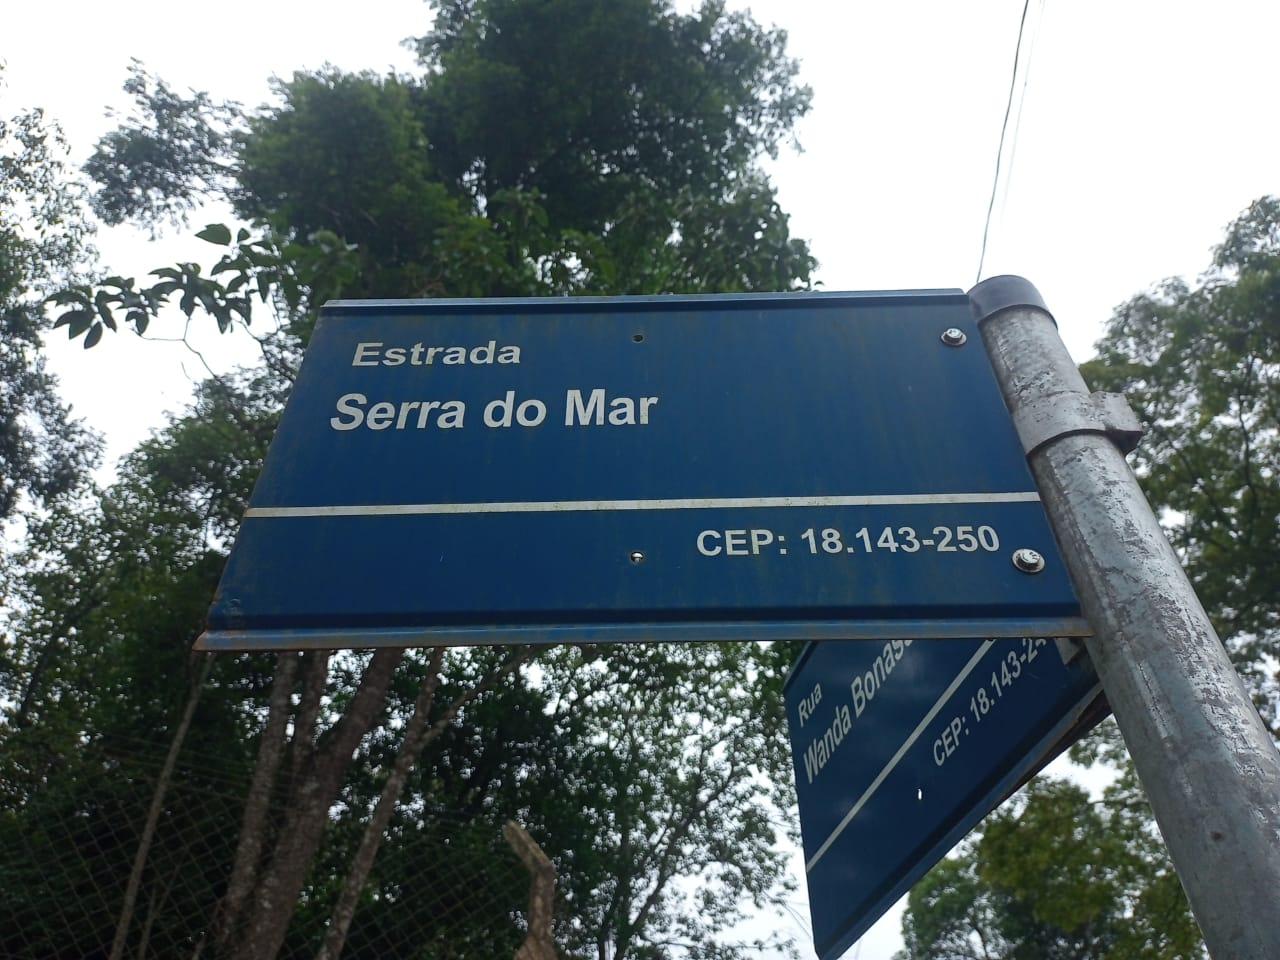 Estrada
Serra do Mar
CEP: 18.143-250
Rua
Wanda
CEP: 18.143-2